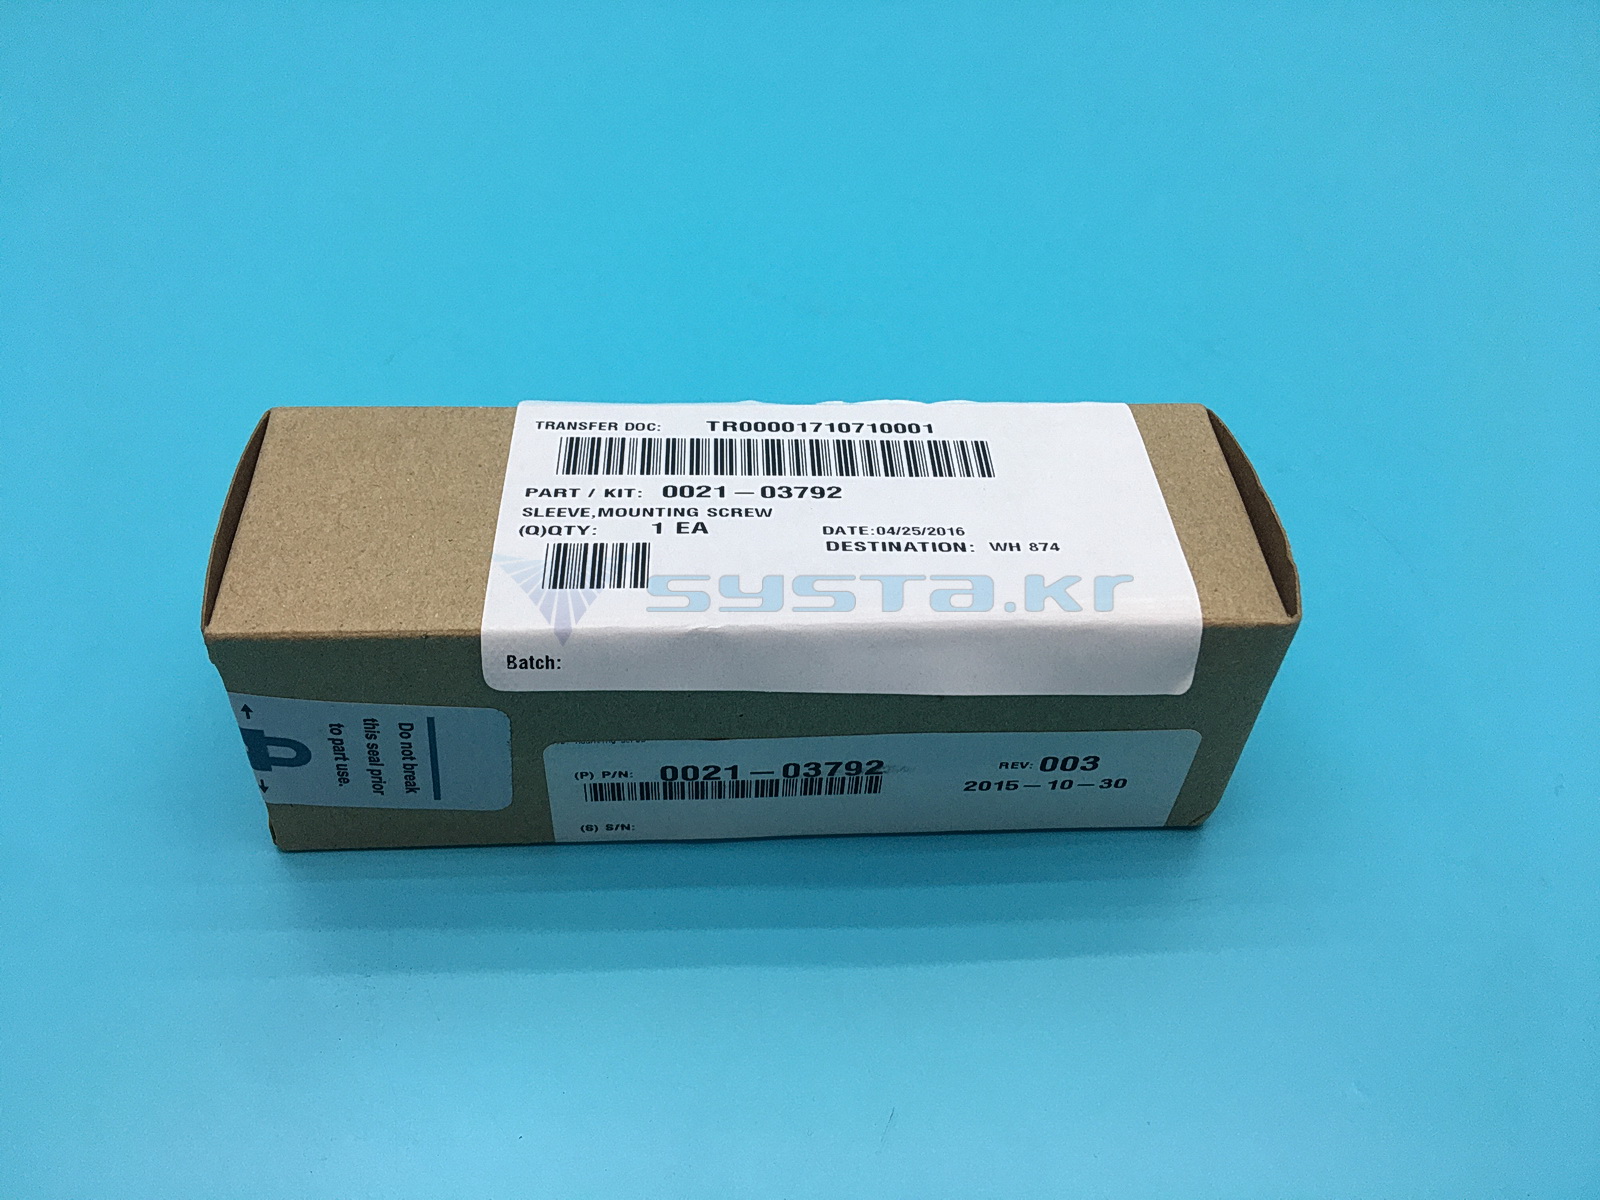 TRANSFER DOC: TR00001710710001
PART / KIT: 0021-03792
SLEEVE,MOUNTING SCREW
(Q)QTY: 1 EA
DATE:04/25/2016
DESTINATION: WH 874
systa.kr
Batch:
Do not break
this seal prior
to part use.
(P) P/N: 0021-03792
REV: 003
2015-10-30
(S) S/N: